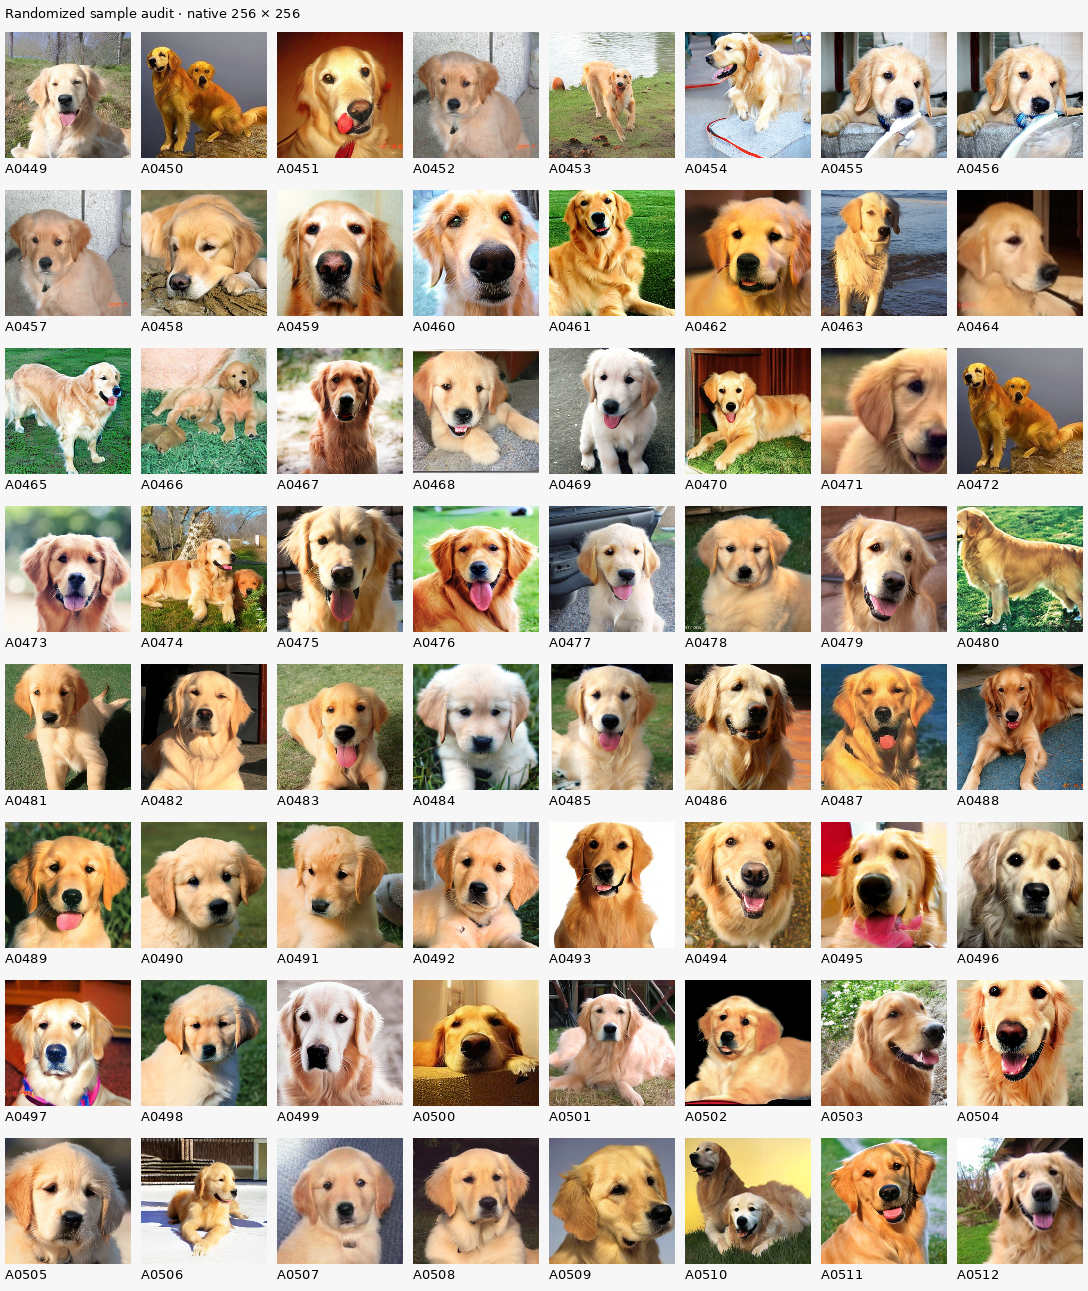 Randomized sample audit · native 256 × 256
A0449 A0450 A0451 A0452 A0453 A0454 A0455 A0456
A0457 A0458 A0459 A0460 A0461 A0462 A0463 A0464
A0465 A0466 A0467 A0468 A0469 A0470 A0471 A0472
A0473 A0474 A0475 A0476 A0477 A0478 A0479 A0480
A0481 A0482 A0483 A0484 A0485 A0486 A0487 A0488
A0489 A0490 A0491 A0492 A0493 A0494 A0495 A0496
A0497 A0498 A0499 A0500 A0501 A0502 A0503 A0504
A0505 A0506 A0507 A0508 A0509 A0510 A0511 A0512